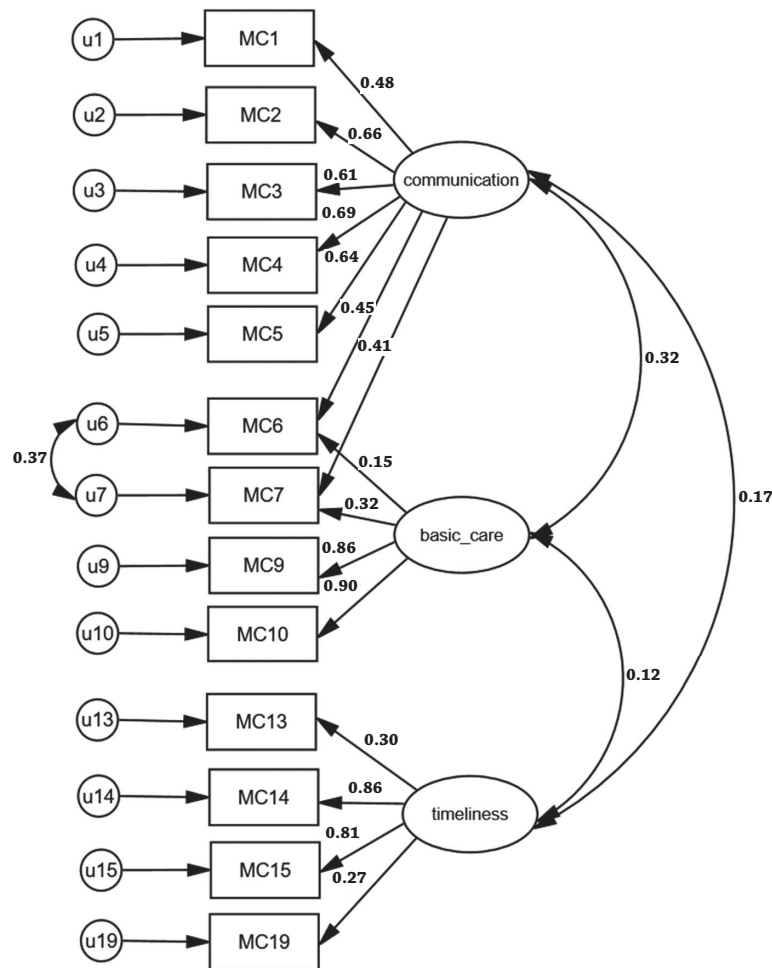 u1 MC1
0.48
u2 MC2
0.66
u3 MC3 0.61 communication
0.69
u4 MC4
0.64
0.45
u5 MC5
0.41
0.32
u6 MC6
0.37
0.15
u7 MC7
0.32
0.17
basic_care
0.86
u9 MC9
0.90
u10 MC10
0.12
u13 MC13
0.30
u14 MC14 0.86
timeliness
0.81
u15 MC15
0.27
u19 MC19